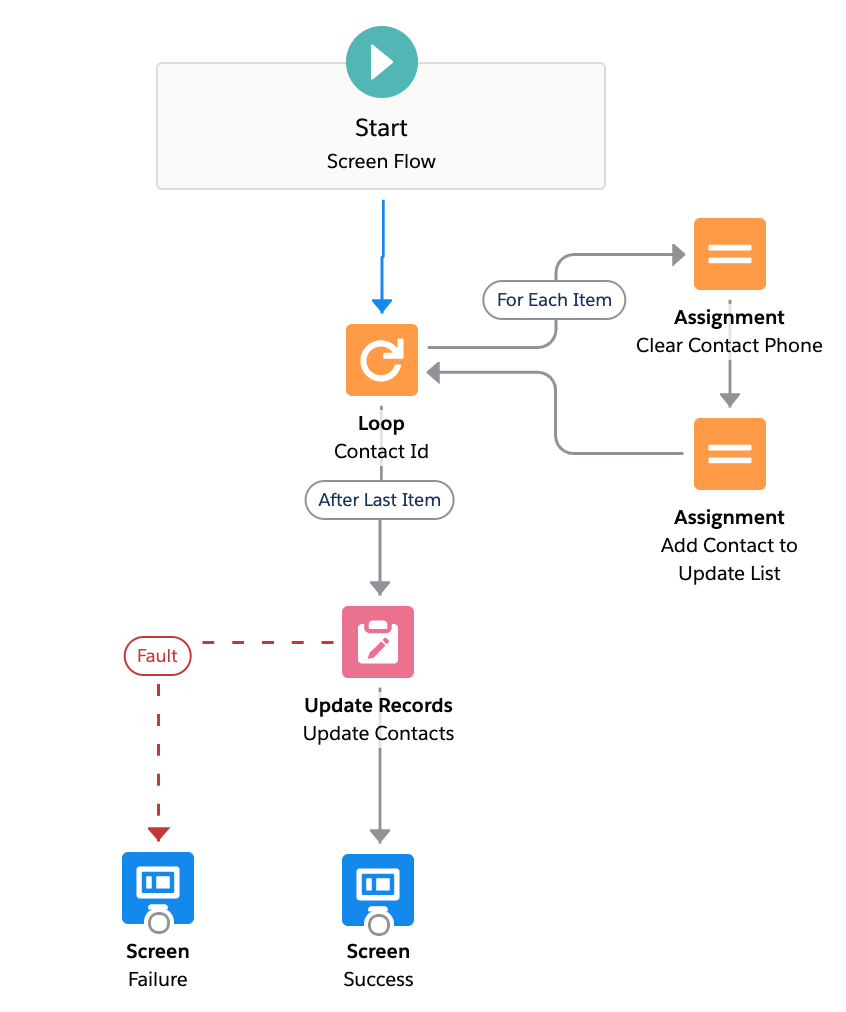 Start
Screen Flow
For Each Item
Assignment
Clear Contact Phone
Loop
Contact Id
After Last Item
Assignment
Add Contact to
Update List
Fault
Update Records
Update Contacts
Screen
Failure
Screen
Success